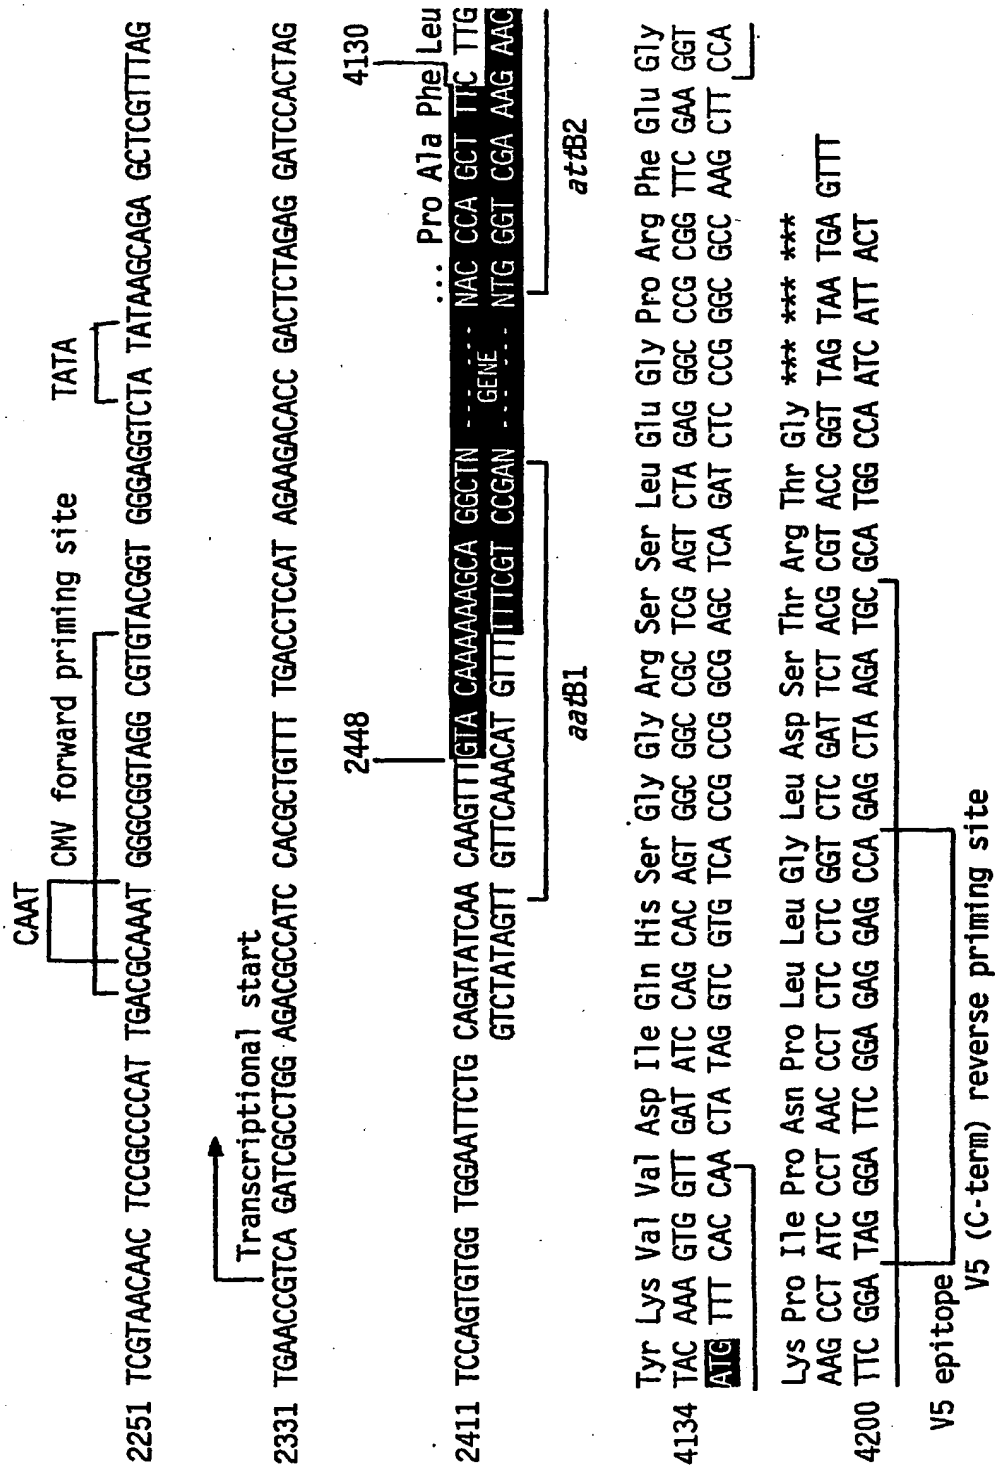 CAAT
CMV forward priming site
TATA
2251 TCGTAACAAC TCCGCCCCAT TGACGCAAAT GGGCGGTAGG CGTGTACGGT GGGAGGTCTA TATAAGCAGA GCTCGTTTAG
Transcriptional start
2331 TGAACCGTCA GATCGCCTGG AGACGCCATC CACGCTGTTT TGACCTCCAT AGAAGACACC GACTCTAGAG GATCCACTAG
2448
4130
... Pro Ala Phe Leu
2411 TCCAGTGTGG TGGAATTCTG CAGATATCAA CAAGTTTGTA CAAAAAAGCA GGCTN --- --- NAC CCA GCT TTC TTG
GENE
GTCTATAGTT GTTCAAACAT GTTTTTTCGT CCGAN --- --- NTG GGT CGA AAG AAC
aatB1
attB2
Tyr Lys Val Val Asp Ile Gln His Ser Gly Gly Arg Ser Ser Leu Glu Gly Pro Arg Phe Glu Gly
4134 TAC AAA GTG GTT GAT ATC CAG CAC AGT GGC GGC CGC TCG AGT CTA GAG GGC CCG CGG TTC GAA GGT
ATG TTT CAC CAA CTA TAG GTC GTG TCA CCG CCG GCG AGC TCA GAT CTC CCG GGC GCC AAG CTT CCA
Lys Pro Ile Pro Asn Pro Leu Leu Gly Leu Asp Ser Thr Arg Thr Gly *** *** ***
AAG CCT ATC CCT AAC CCT CTC CTC GGT CTC GAT TCT ACG CGT ACC GGT TAG TAA TGA GTTT
4200 TTC GGA TAG GGA TTC GGA GAG GAG CCA GAG CTA AGA TGC GCA TGG CCA ATC ATT ACT
V5 epitope
V5 (C-term) reverse priming site